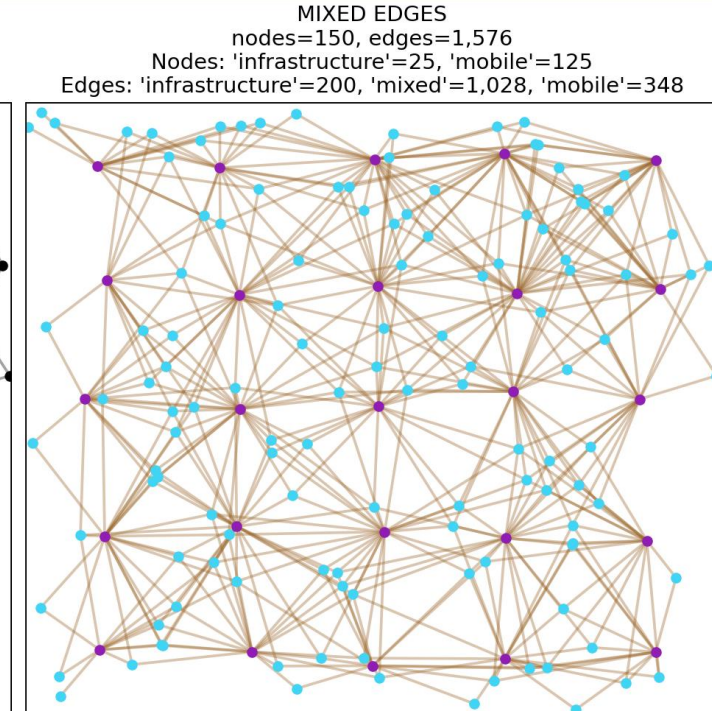 MIXED EDGES
nodes=150, edges=1,576
Nodes: 'infrastructure'=25, 'mobile'=125
Edges: 'infrastructure'=200, 'mixed'=1,028, 'mobile'=348